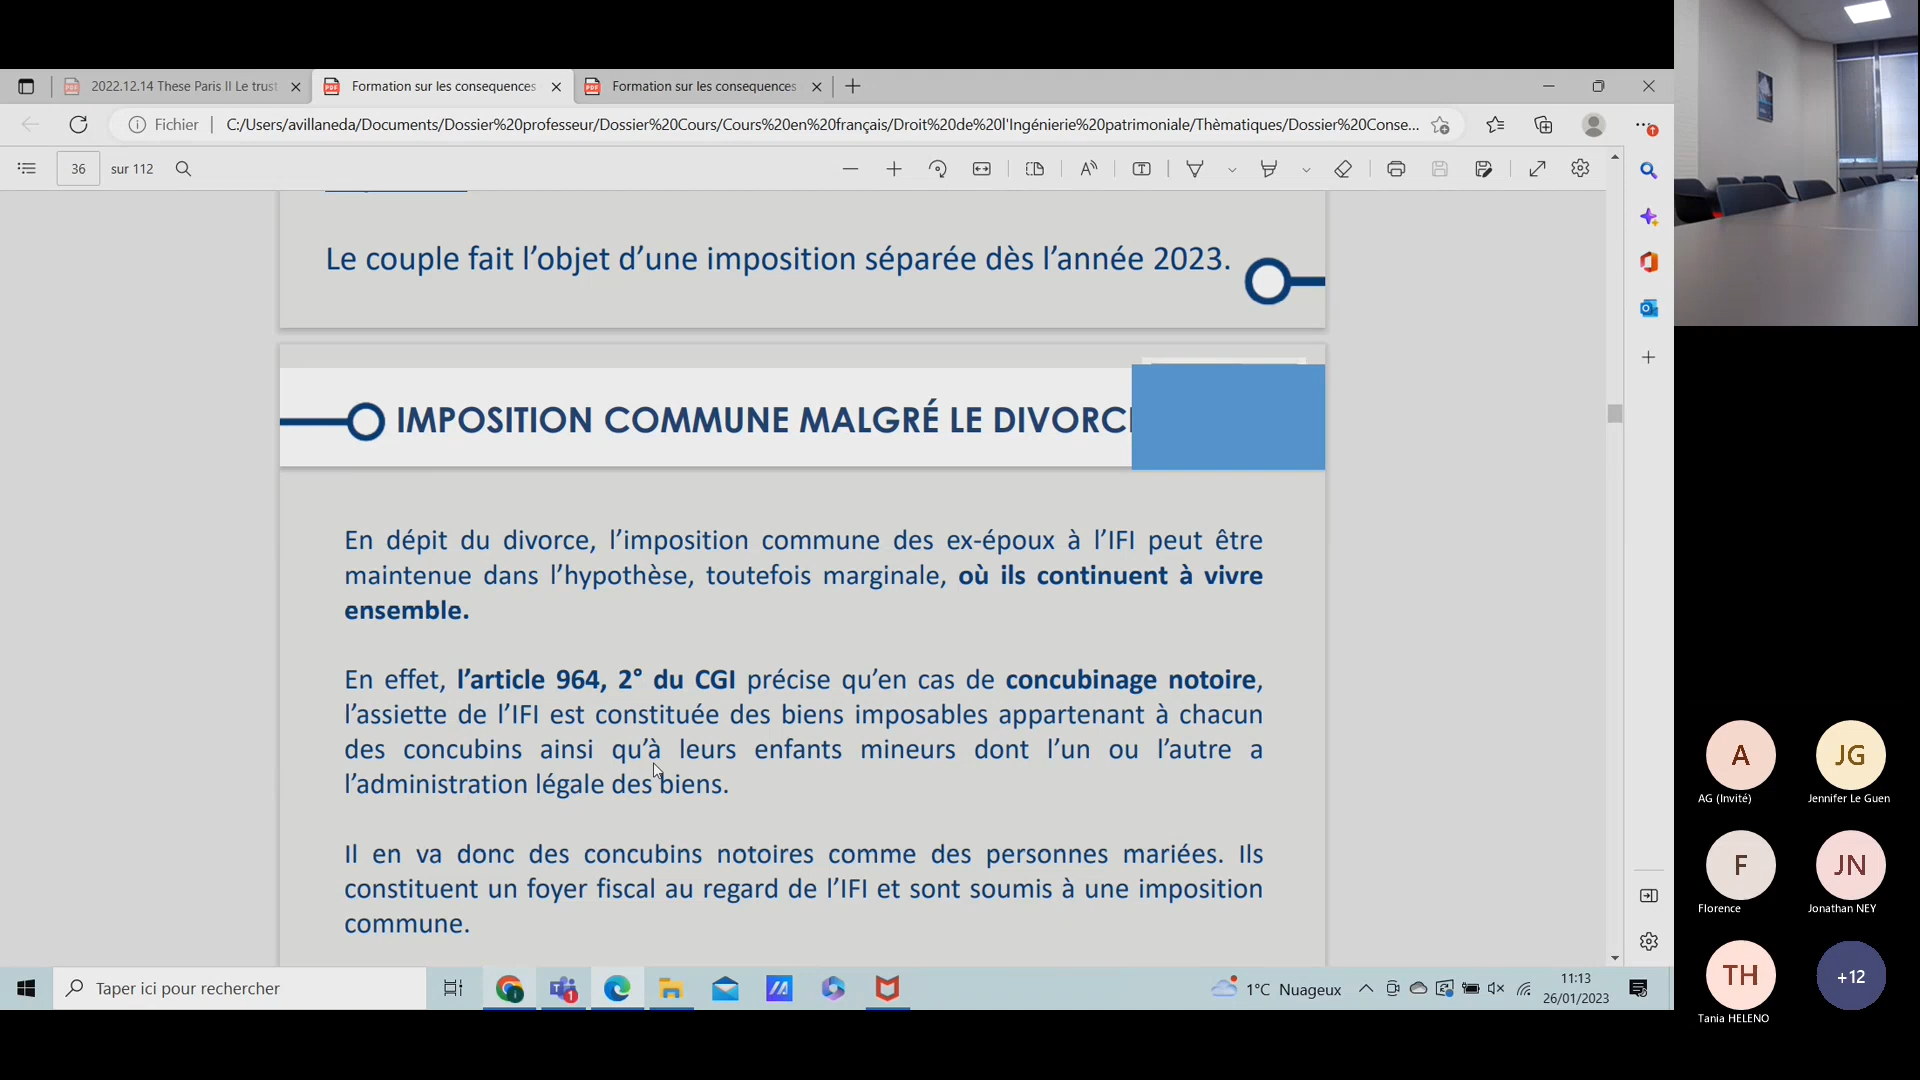 2022.12.14 These Paris II Le trust
Formation sur les consequences
Formation sur les consequences
Fichier
C:/Users/avillaneda/Documents/Dossier%20professeur/Dossier%20Cours/Cours%20en%20français/Droit%20de%20l'Ingénierie%20patrimoniale/Thèmatiques/Dossier%20Conse...
36 sur 112
Le couple fait l’objet d’une imposition séparée dès l’année 2023.
IMPOSITION COMMUNE MALGRÉ LE DIVORC
En dépit du divorce, l’imposition commune des ex-époux à l’IFI peut être
maintenue dans l’hypothèse, toutefois marginale, où ils continuent à vivre
ensemble.
En effet, l’article 964, 2° du CGI précise qu’en cas de concubinage notoire,
l’assiette de l’IFI est constituée des biens imposables appartenant à chacun
des concubins ainsi qu’à leurs enfants mineurs dont l’un ou l’autre a
l’administration légale des biens.
Il en va donc des concubins notoires comme des personnes mariées. Ils
constituent un foyer fiscal au regard de l’IFI et sont soumis à une imposition
commune.
A
AG (Invité)
JG
Jennifer Le Guen
F
Florence
JN
Jonathan NEY
TH
Tania HELENO
+12
Taper ici pour rechercher
1
1°C Nuageux
11:13
26/01/2023